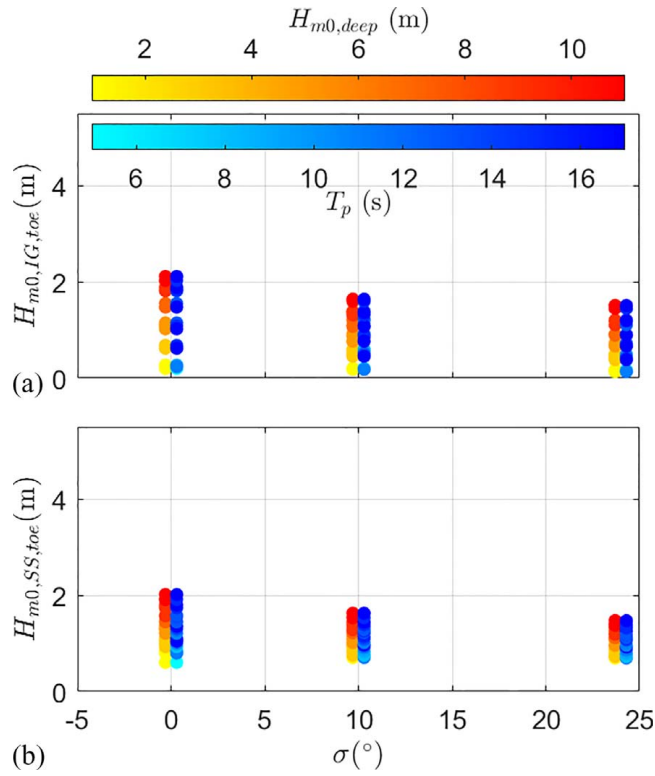 H_{m0,deep} (m)
2 4 6 8 10
6 8 10 12 14 16
T_p (s)
H_{m0,IG,toe}(m)
4
2
0
(a)
H_{m0,SS,toe}(m)
4
2
0
-5 0 5 10 15 20 25
(b)
σ(°)